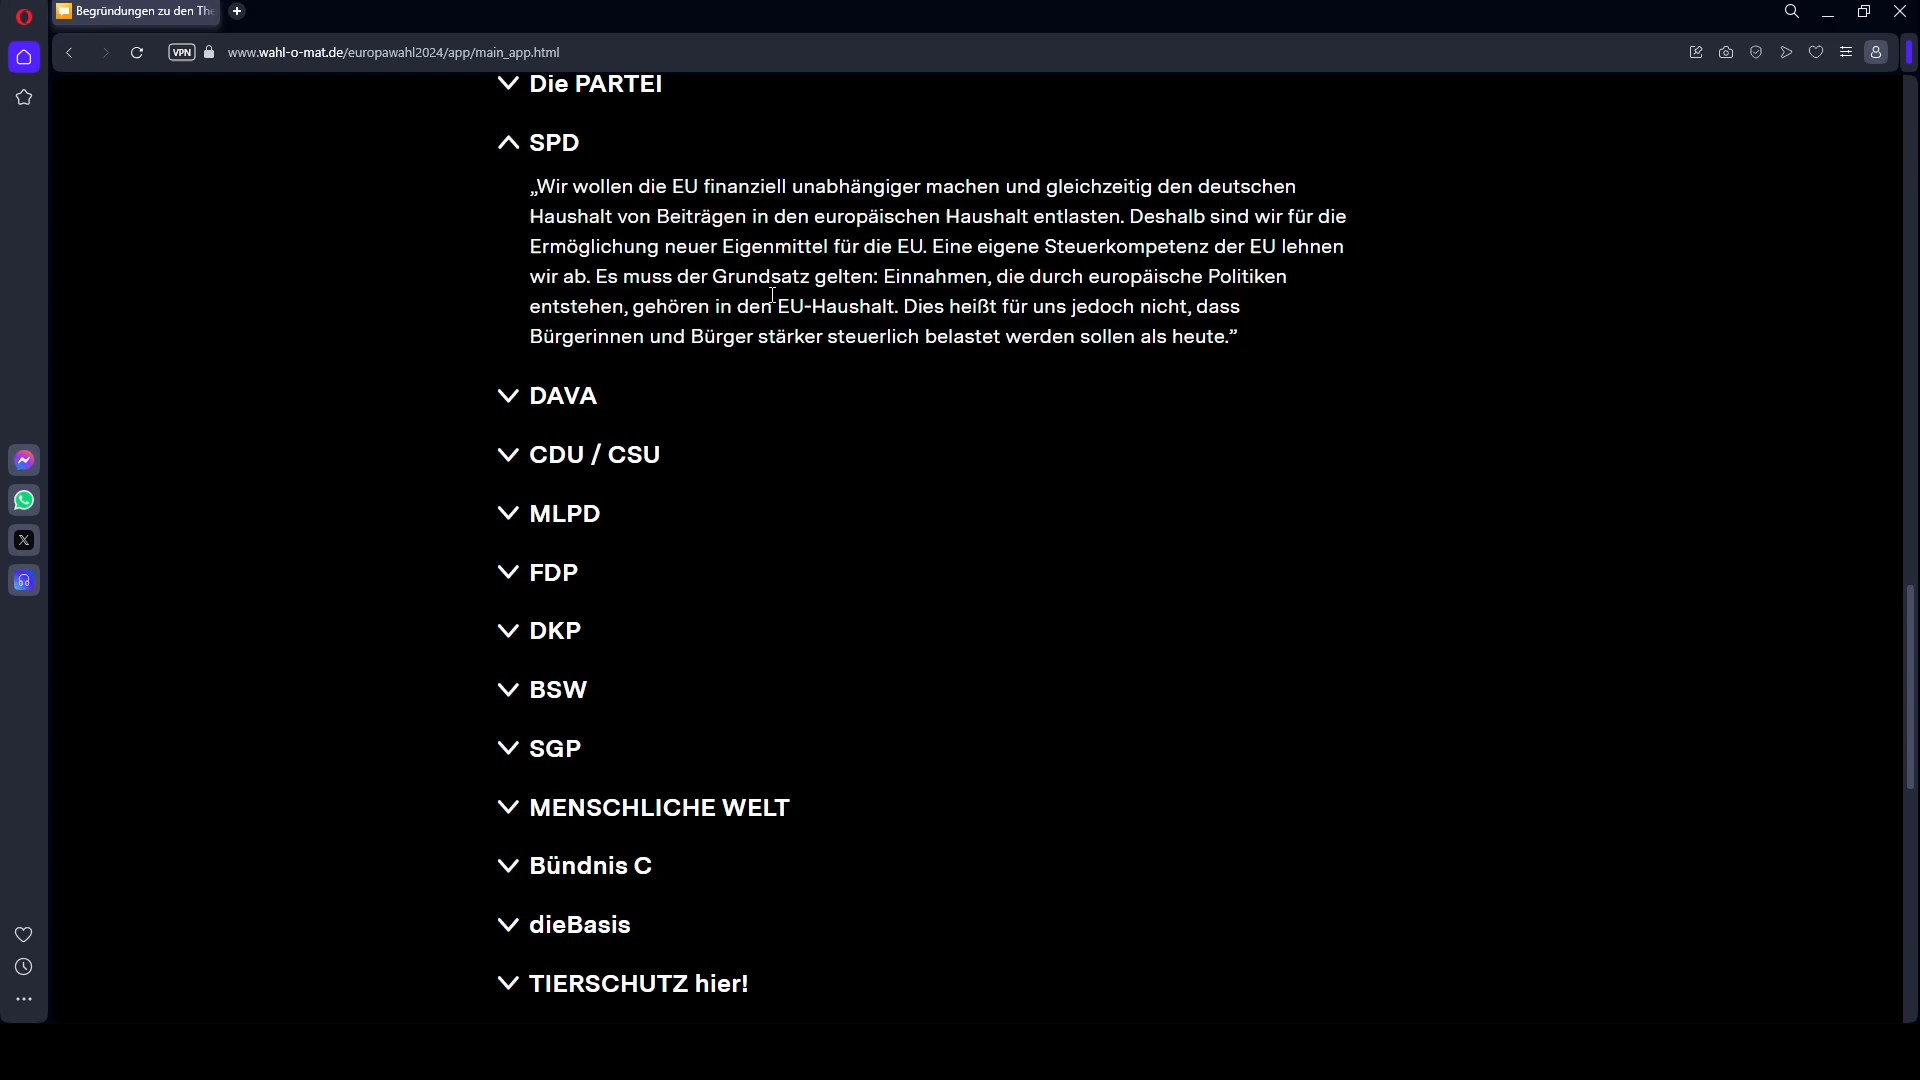 Begründungen zu den The
VPN
www.wahl-o-mat.de/europawahl2024/app/main_app.html
Die PARTEI
SPD
„Wir wollen die EU finanziell unabhängiger machen und gleichzeitig den deutschen
Haushalt von Beiträgen in den europäischen Haushalt entlasten. Deshalb sind wir für die
Ermöglichung neuer Eigenmittel für die EU. Eine eigene Steuerkompetenz der EU lehnen
wir ab. Es muss der Grundsatz gelten: Einnahmen, die durch europäische Politiken
entstehen, gehören in den EU-Haushalt. Dies heißt für uns jedoch nicht, dass
Bürgerinnen und Bürger stärker steuerlich belastet werden sollen als heute.”
DAVA
CDU / CSU
MLPD
FDP
DKP
BSW
SGP
MENSCHLICHE WELT
Bündnis C
dieBasis
TIERSCHUTZ hier!